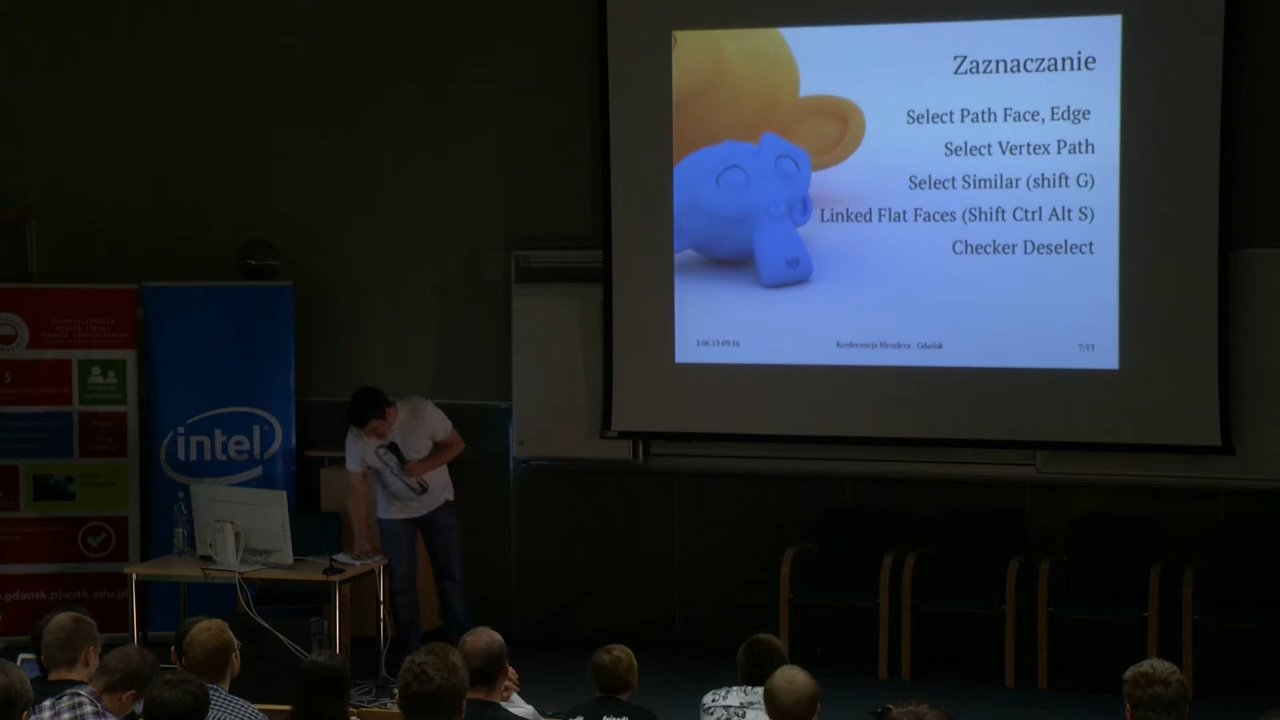 Zaznaczanie
Select Path Face, Edge
Select Vertex Path
Select Similar (shift G)
Linked Flat Faces (Shift Ctrl Alt S)
Checker Deselect
2.06.13 09:16
Konferencja Blendera - Gdańsk
7/13
intel
.gdansk.pjwstk.edu.pl